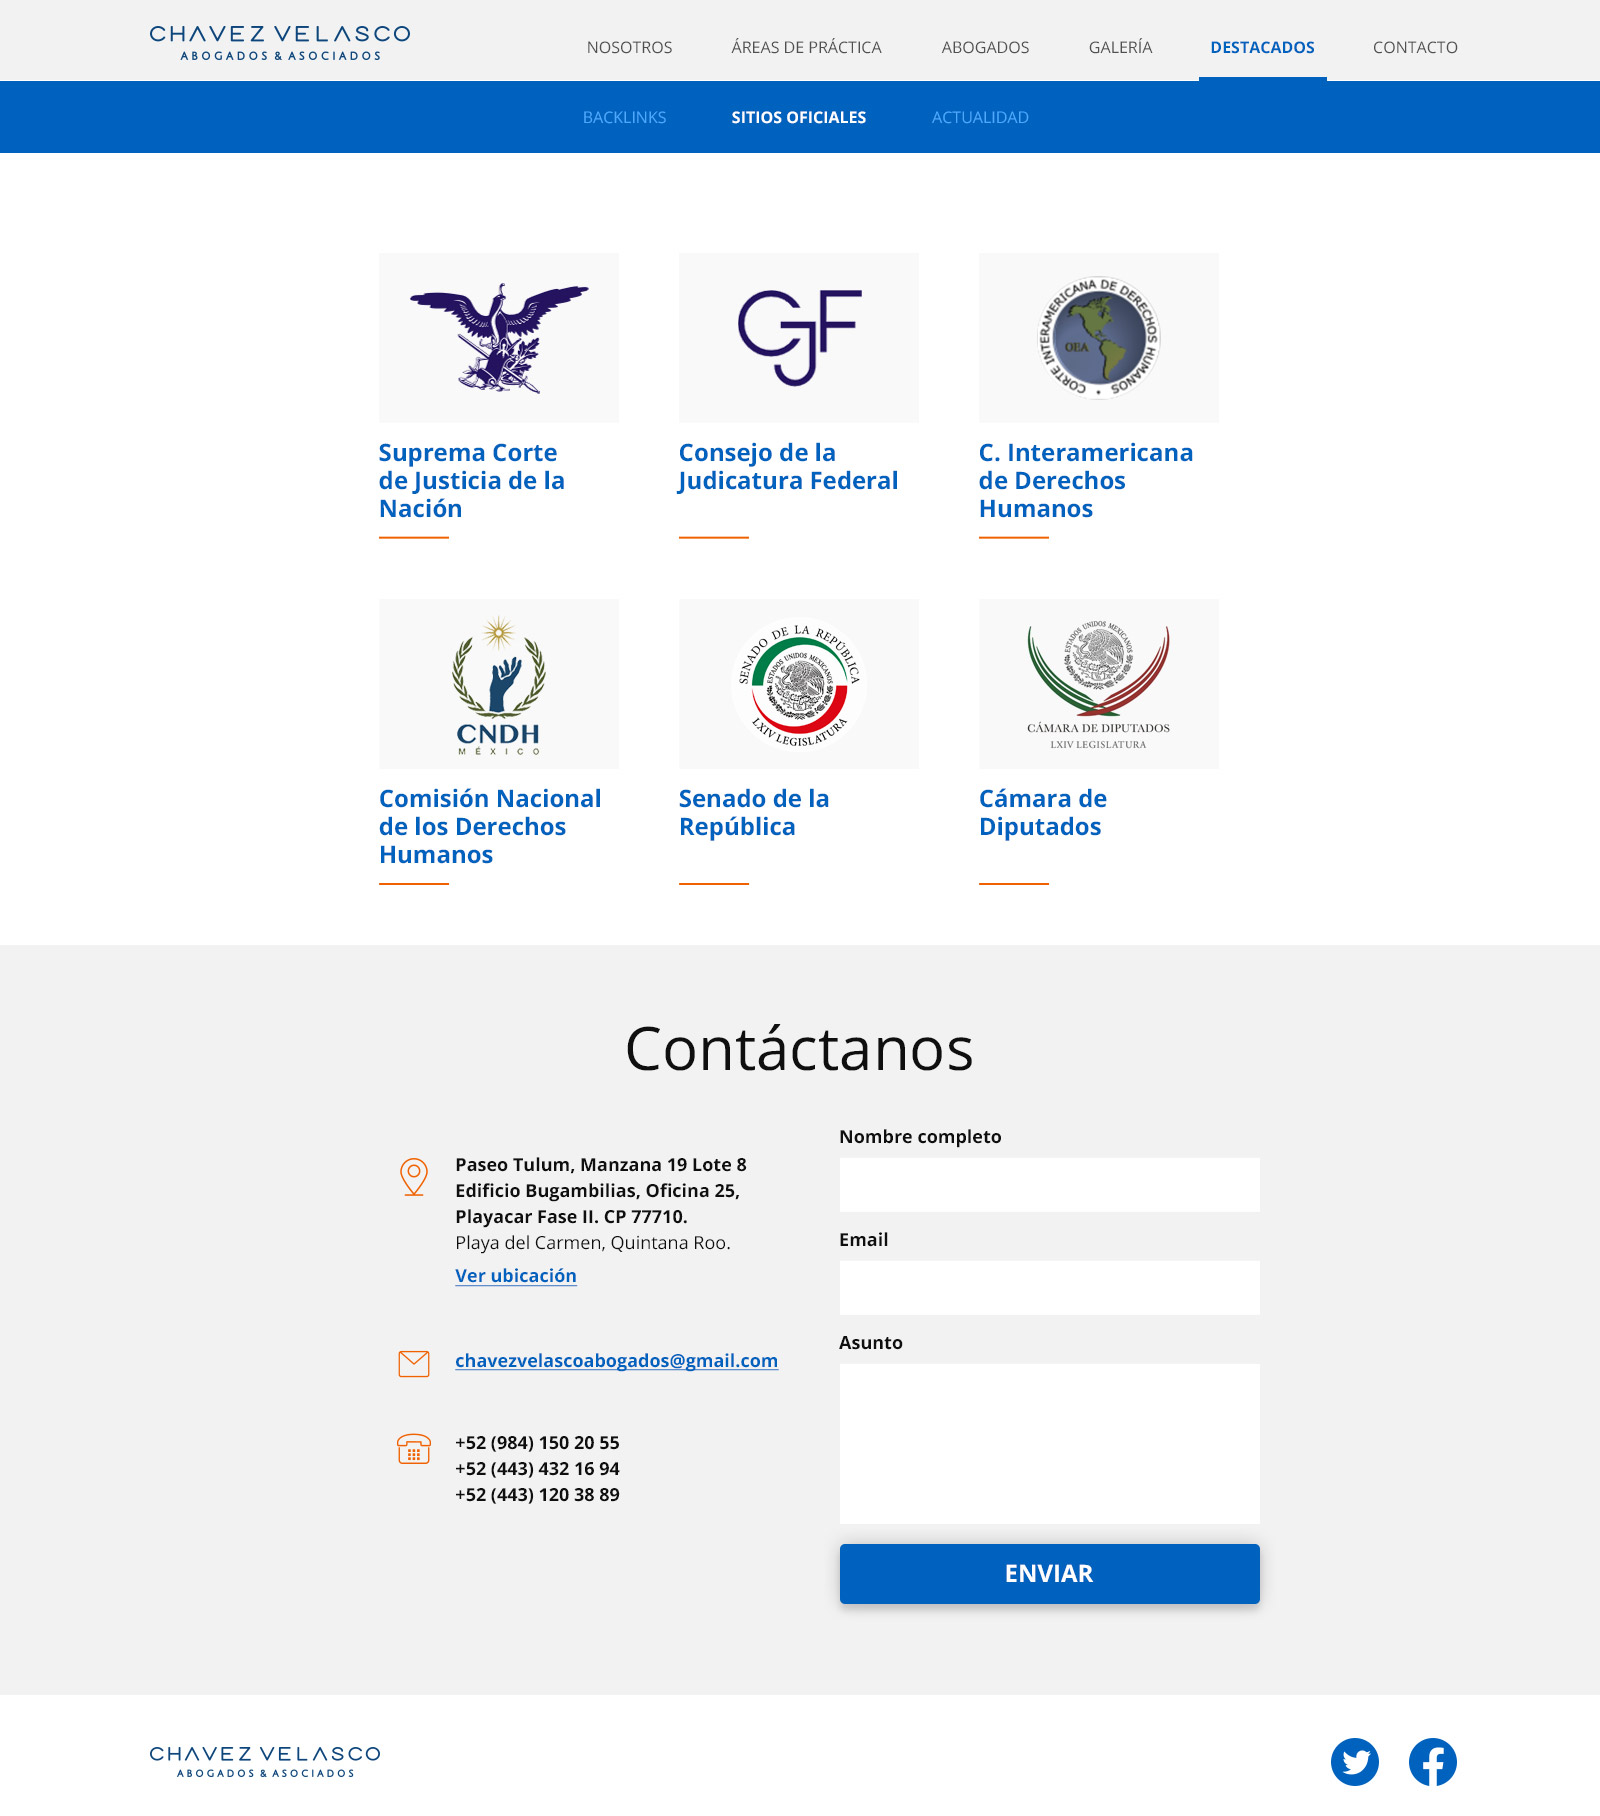 CHAVEZ VELASCO
ABOGADOS & ASOCIADOS
NOSOTROS
ÁREAS DE PRÁCTICA
ABOGADOS
GALERÍA
DESTACADOS
CONTACTO
BACKLINKS
SITIOS OFICIALES
ACTUALIDAD
CJF
CORTE INTERAMERICANA DE DERECHOS HUMANOS
OEA
Suprema Corte
de Justicia de la
Nación
Consejo de la
Judicatura Federal
C. Interamericana
de Derechos
Humanos
CNDH
MÉXICO
SENADO DE LA REPÚBLICA
ESTADOS UNIDOS MEXICANOS
LXIV LEGISLATURA
ESTADOS UNIDOS MEXICANOS
CÁMARA DE DIPUTADOS
LXIV LEGISLATURA
Comisión Nacional
de los Derechos
Humanos
Senado de la
República
Cámara de
Diputados
Contáctanos
Paseo Tulum, Manzana 19 Lote 8
Edificio Bugambilias, Oficina 25,
Playacar Fase II. CP 77710.
Playa del Carmen, Quintana Roo.
Ver ubicación
chavezvelascoabogados@gmail.com
+52 (984) 150 20 55
+52 (443) 432 16 94
+52 (443) 120 38 89
Nombre completo
Email
Asunto
ENVIAR
CHAVEZ VELASCO
ABOGADOS & ASOCIADOS